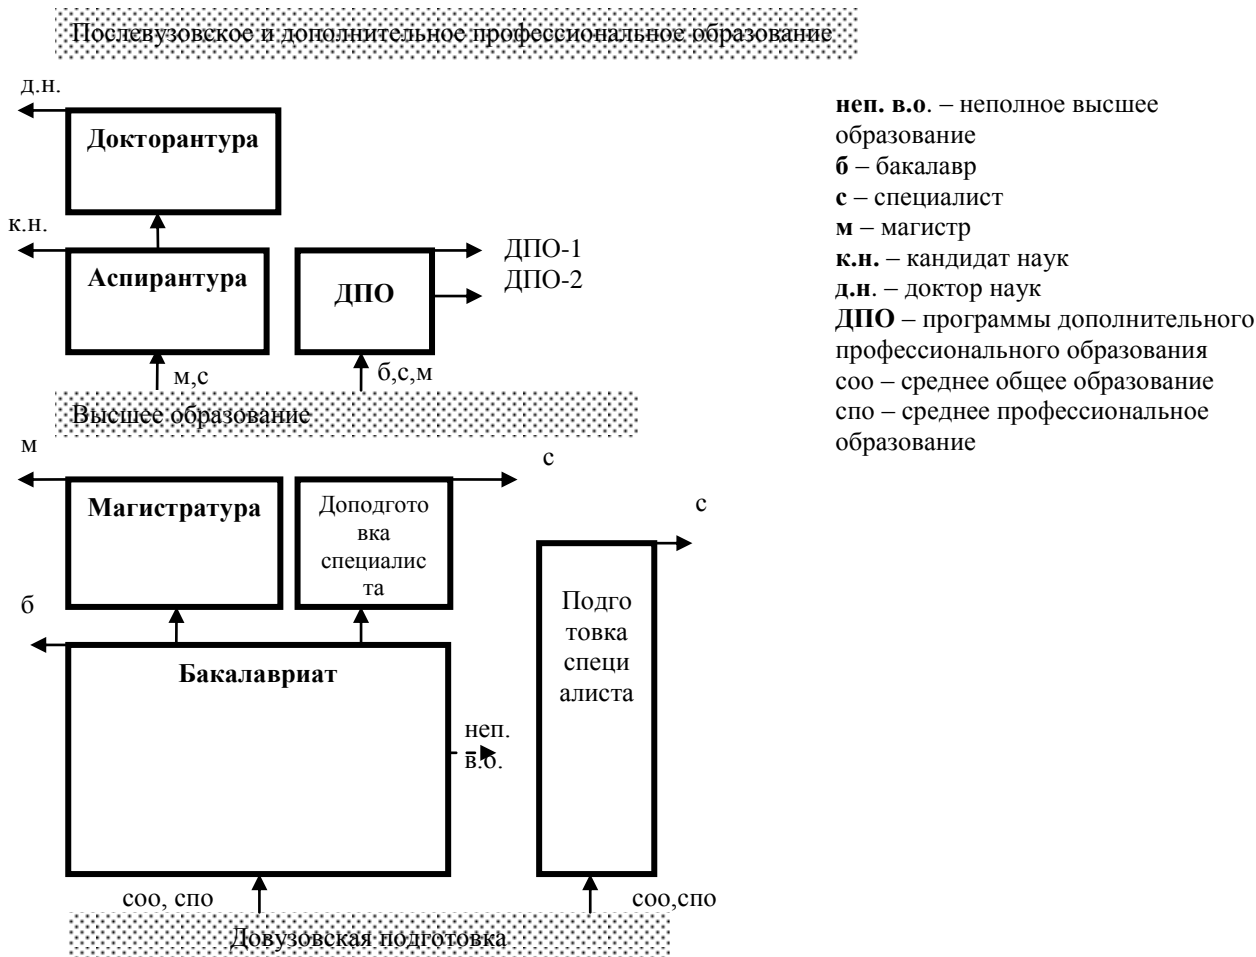 Послевузовское и дополнительное профессиональное образование
д.н.
Докторантура
к.н.
Аспирантура
ДПО
ДПО-1
ДПО-2
м,с
б,с,м
Высшее образование
м
Магистратура
Доподгото
вка
специалис
та
с
с
б
Бакалавриат
неп.
в.о.
Подго
товка
специ
алиста
соо, спо
соо,спо
Довузовская подготовка
неп. в.о. – неполное высшее
образование
б – бакалавр
с – специалист
м – магистр
к.н. – кандидат наук
д.н. – доктор наук
ДПО – программы дополнительного
профессионального образования
соо – среднее общее образование
спо – среднее профессиональное
образование